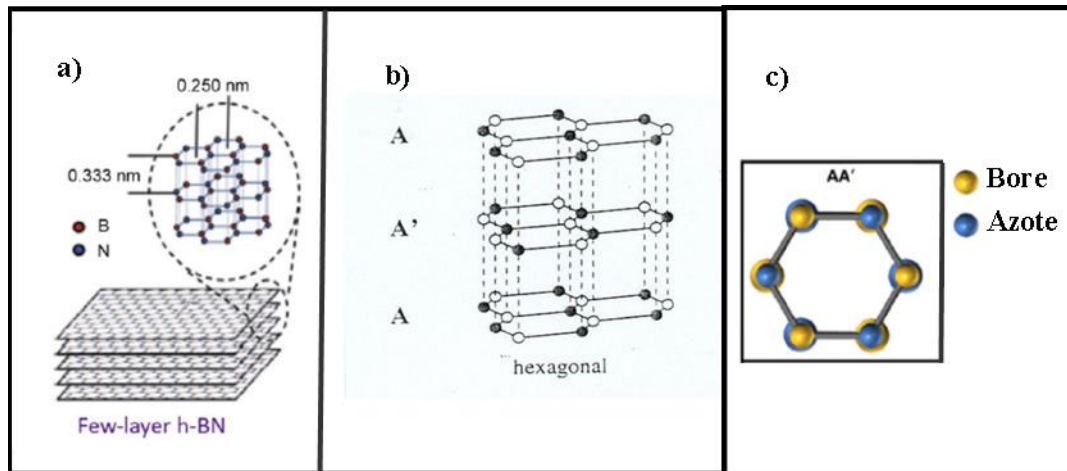 a)
0.250 nm
0.333 nm
B
N
Few-layer h-BN
b)
A
A'
A
hexagonal
c)
AA'
Bore
Azote